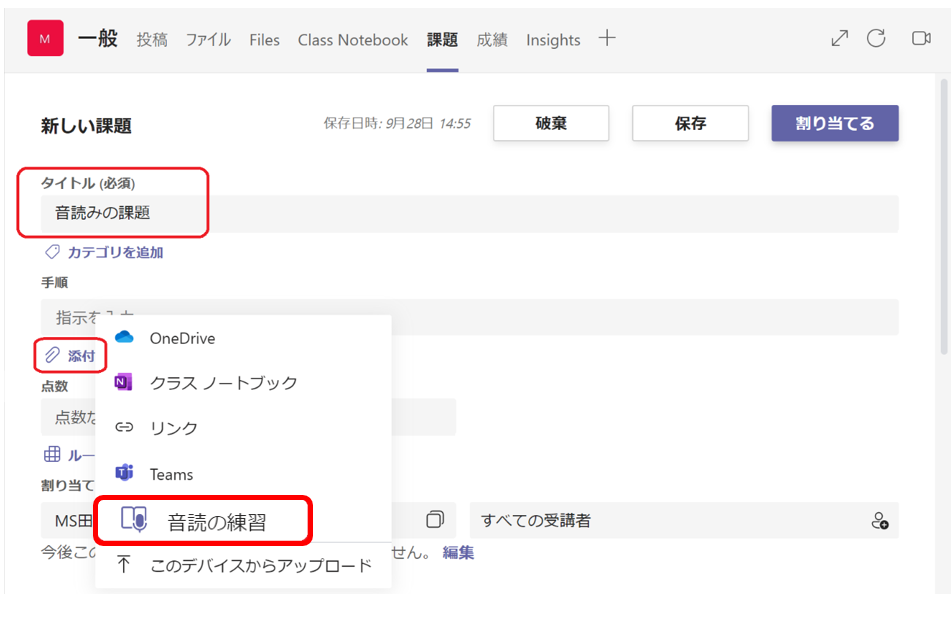 M 一般 投稿 ファイル Files Class Notebook 課題 成績 Insights
新しい課題 保存日時: 9月28日 14:55 破棄 保存 割り当てる
タイトル (必須)
音読みの課題
カテゴリを追加
手順
指示を入力
添付
OneDrive
クラス ノートブック
点数
点数な
リンク
ルー
Teams
割り当て
MS田
音読の練習
すべての受講者
今後この
せん。 編集
このデバイスからアップロード